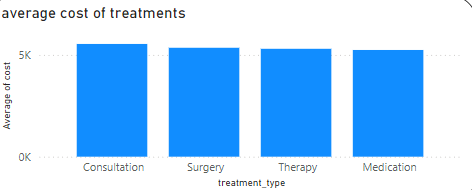 average cost of treatments
Average of cost
5K
0K
Consultation Surgery Therapy Medication
treatment_type